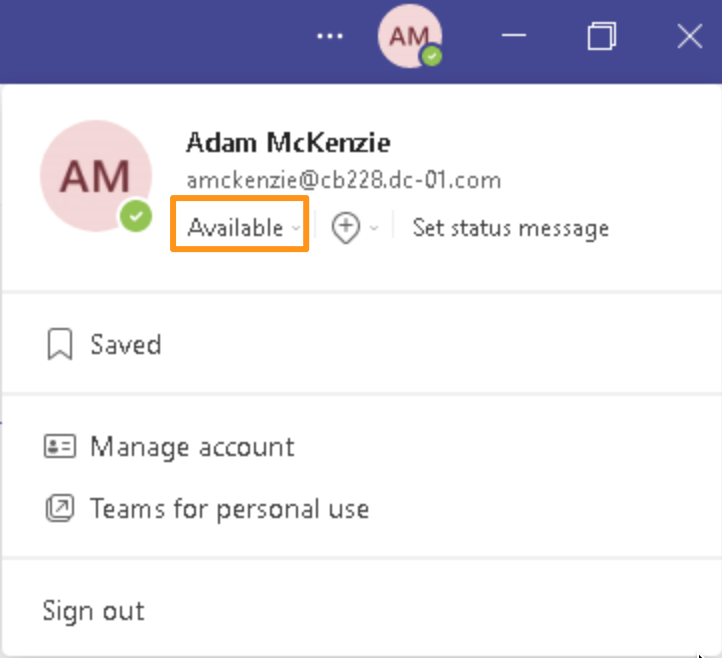 AM
Adam McKenzie
AM
amckenzie@cb228.dc-01.com
Available
Set status message
Saved
Manage account
Teams for personal use
Sign out